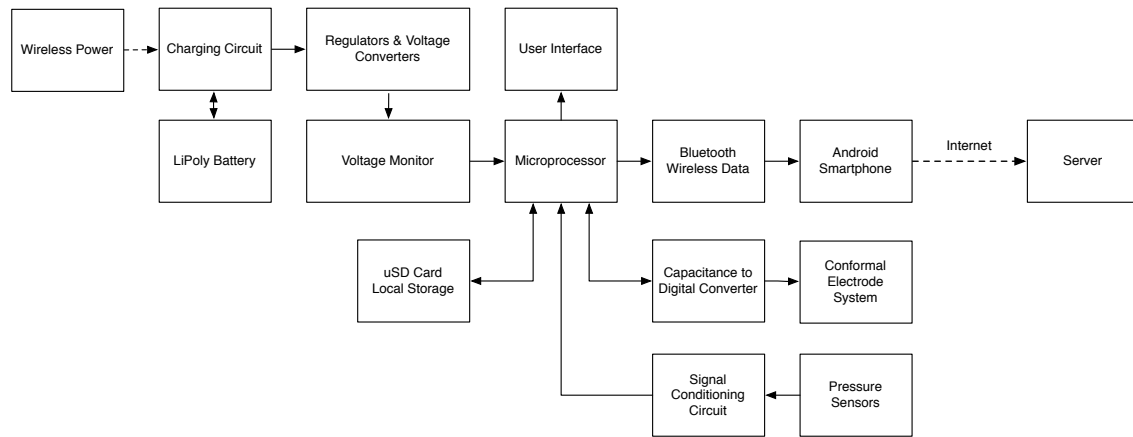 Wireless Power
Charging Circuit
Regulators & Voltage
Converters
User Interface
LiPoly Battery
Voltage Monitor
Microprocessor
Bluetooth
Wireless Data
Android
Smartphone
Internet
Server
uSD Card
Local Storage
Capacitance to
Digital Converter
Conformal
Electrode
System
Signal
Conditioning
Circuit
Pressure
Sensors